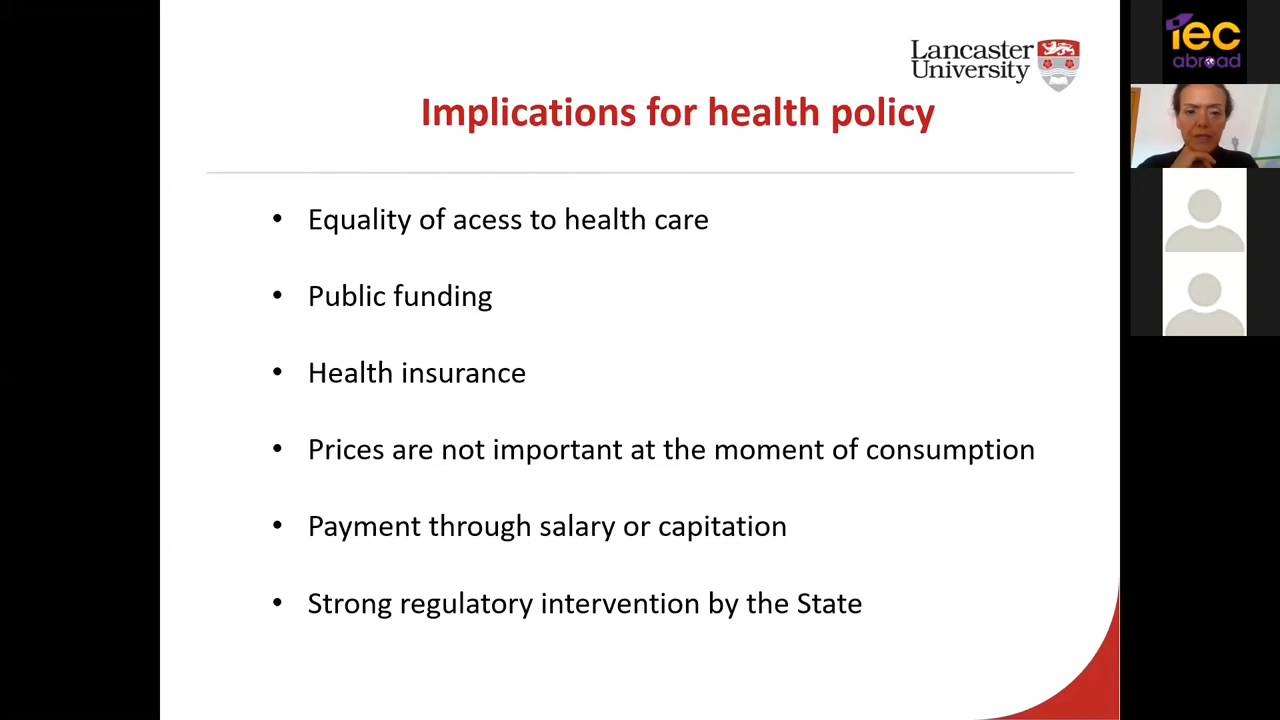 Lancaster
University
iec
abroad
Implications for health policy
• Equality of acess to health care
• Public funding
• Health insurance
• Prices are not important at the moment of consumption
• Payment through salary or capitation
• Strong regulatory intervention by the State